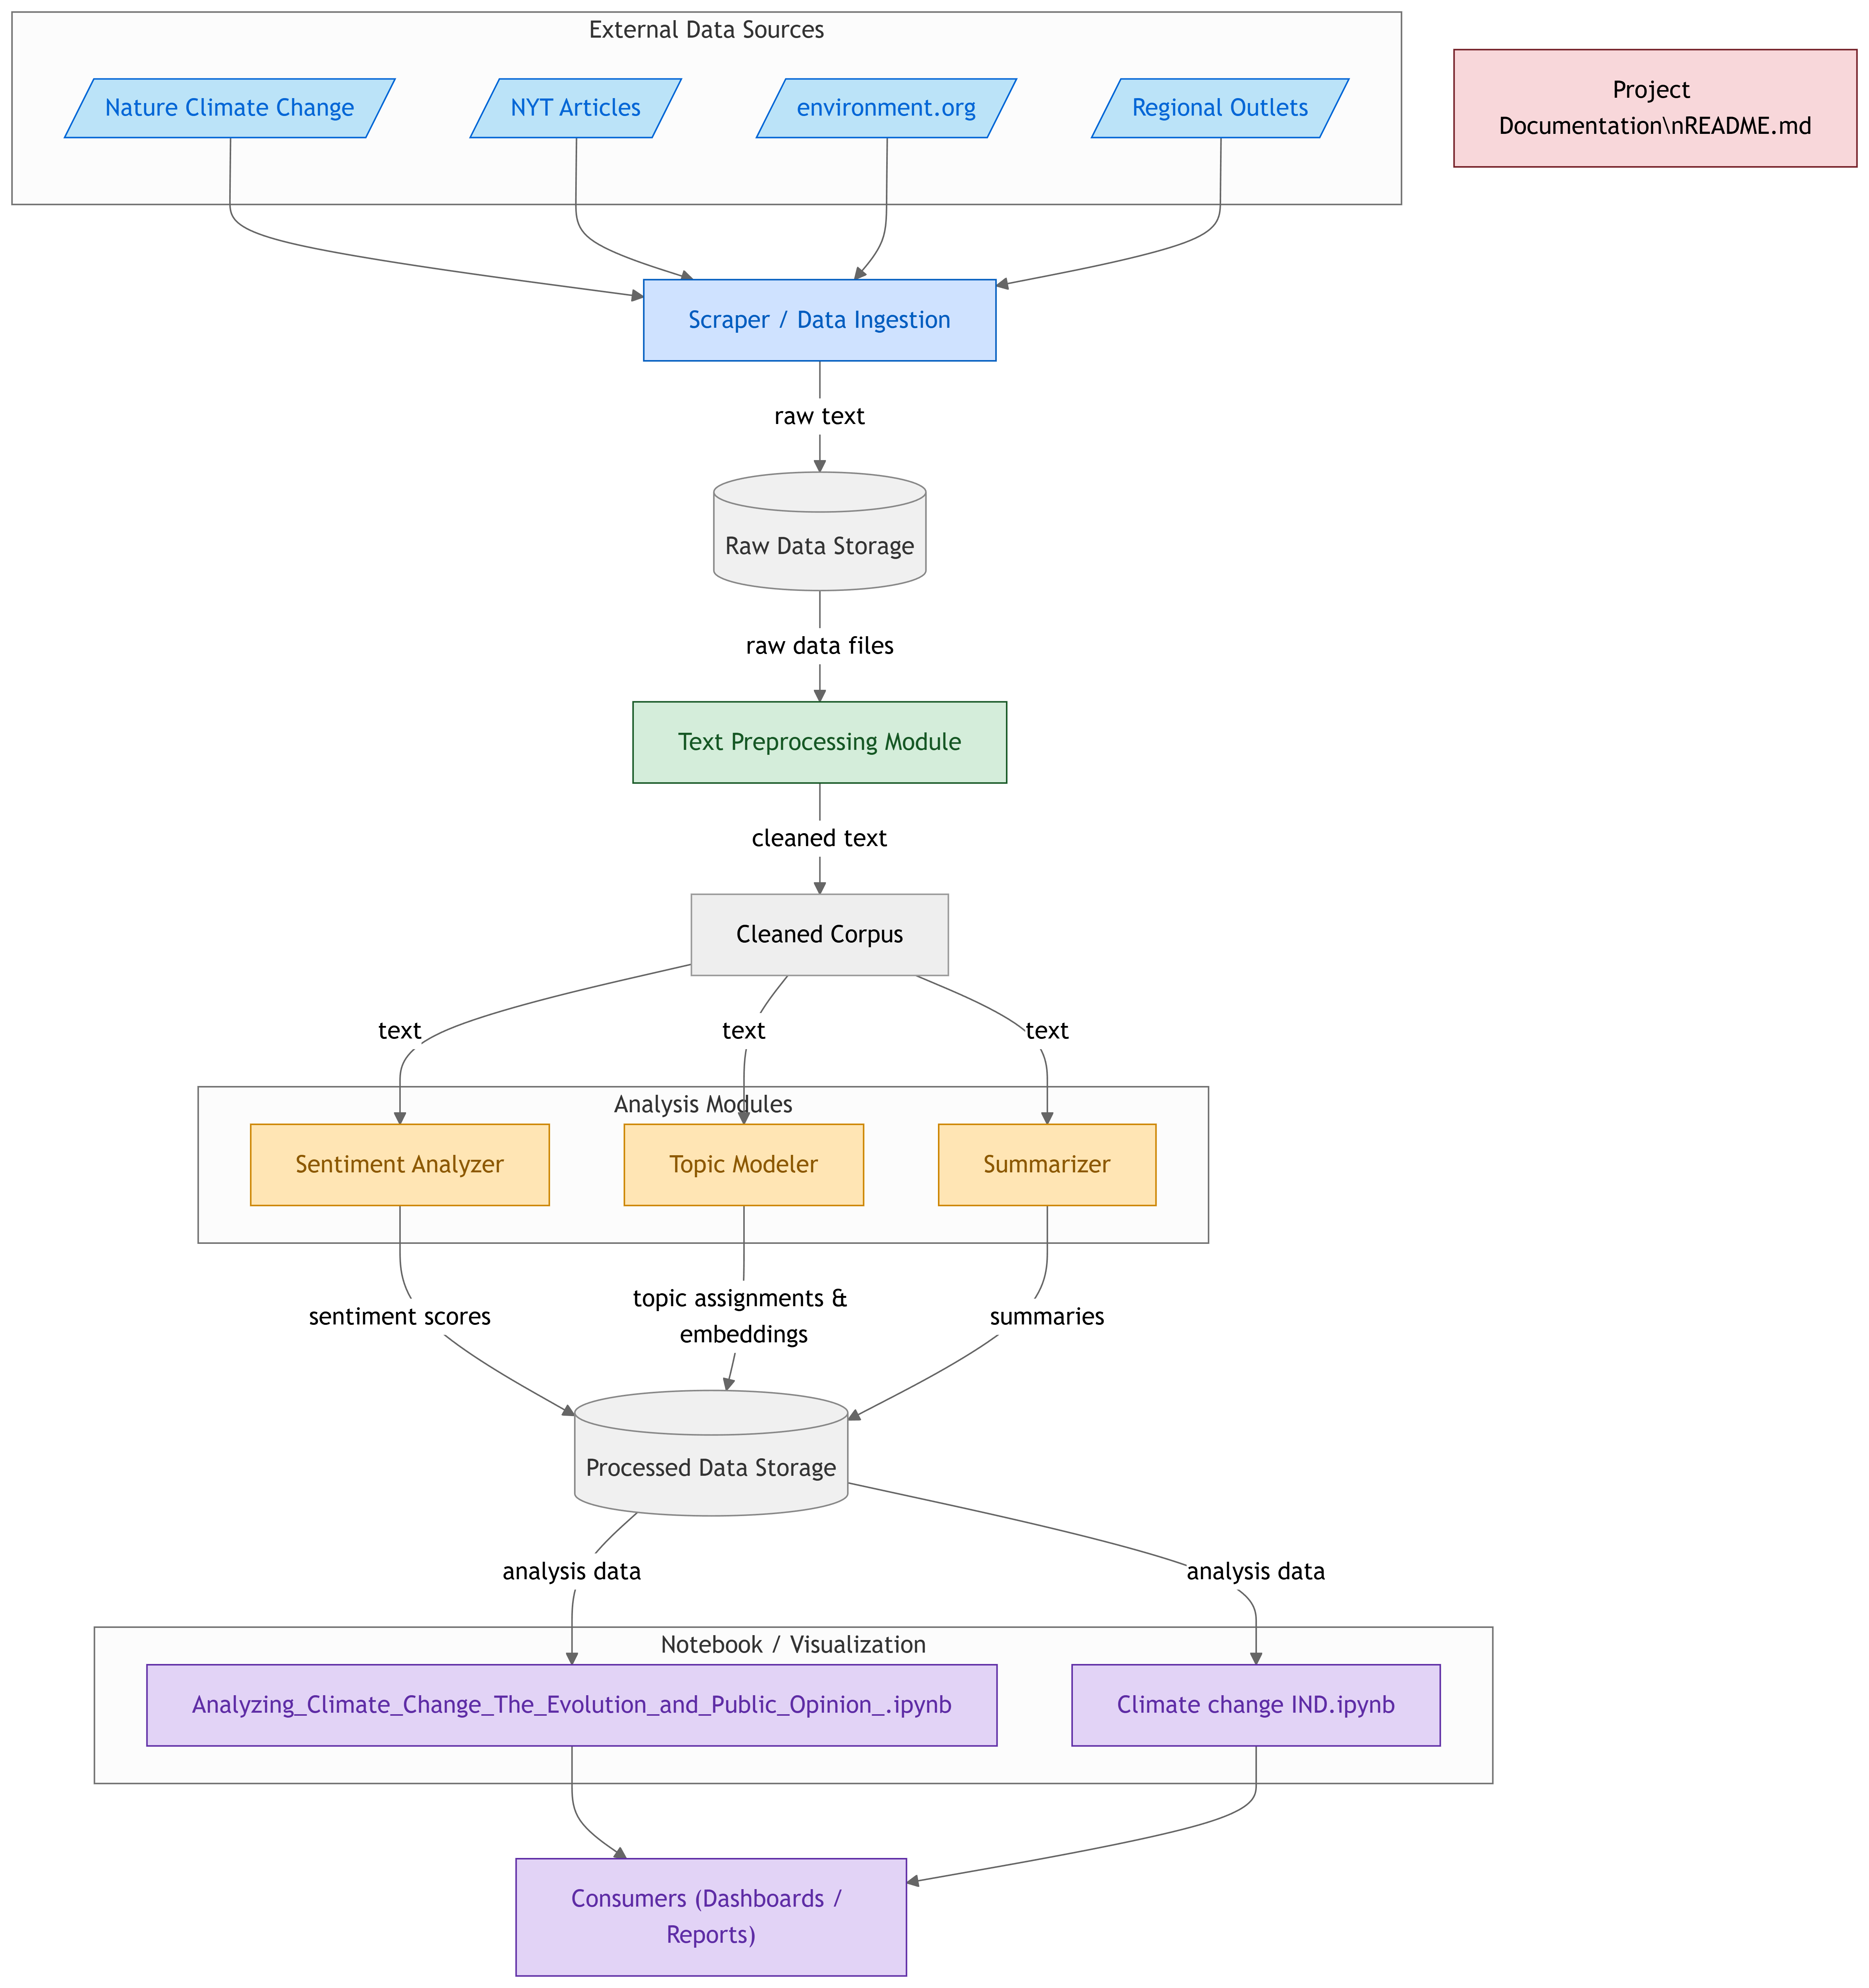 External Data Sources
Nature Climate Change
NYT Articles
environment.org
Regional Outlets
Project
Documentation\nREADME.md
Scraper / Data Ingestion
raw text
Raw Data Storage
raw data files
Text Preprocessing Module
cleaned text
Cleaned Corpus
text
text
text
Analysis Modules
Sentiment Analyzer
Topic Modeler
Summarizer
sentiment scores
topic assignments &
embeddings
summaries
Processed Data Storage
analysis data
analysis data
Notebook / Visualization
Analyzing_Climate_Change_The_Evolution_and_Public_Opinion_.ipynb
Climate change IND.ipynb
Consumers (Dashboards /
Reports)